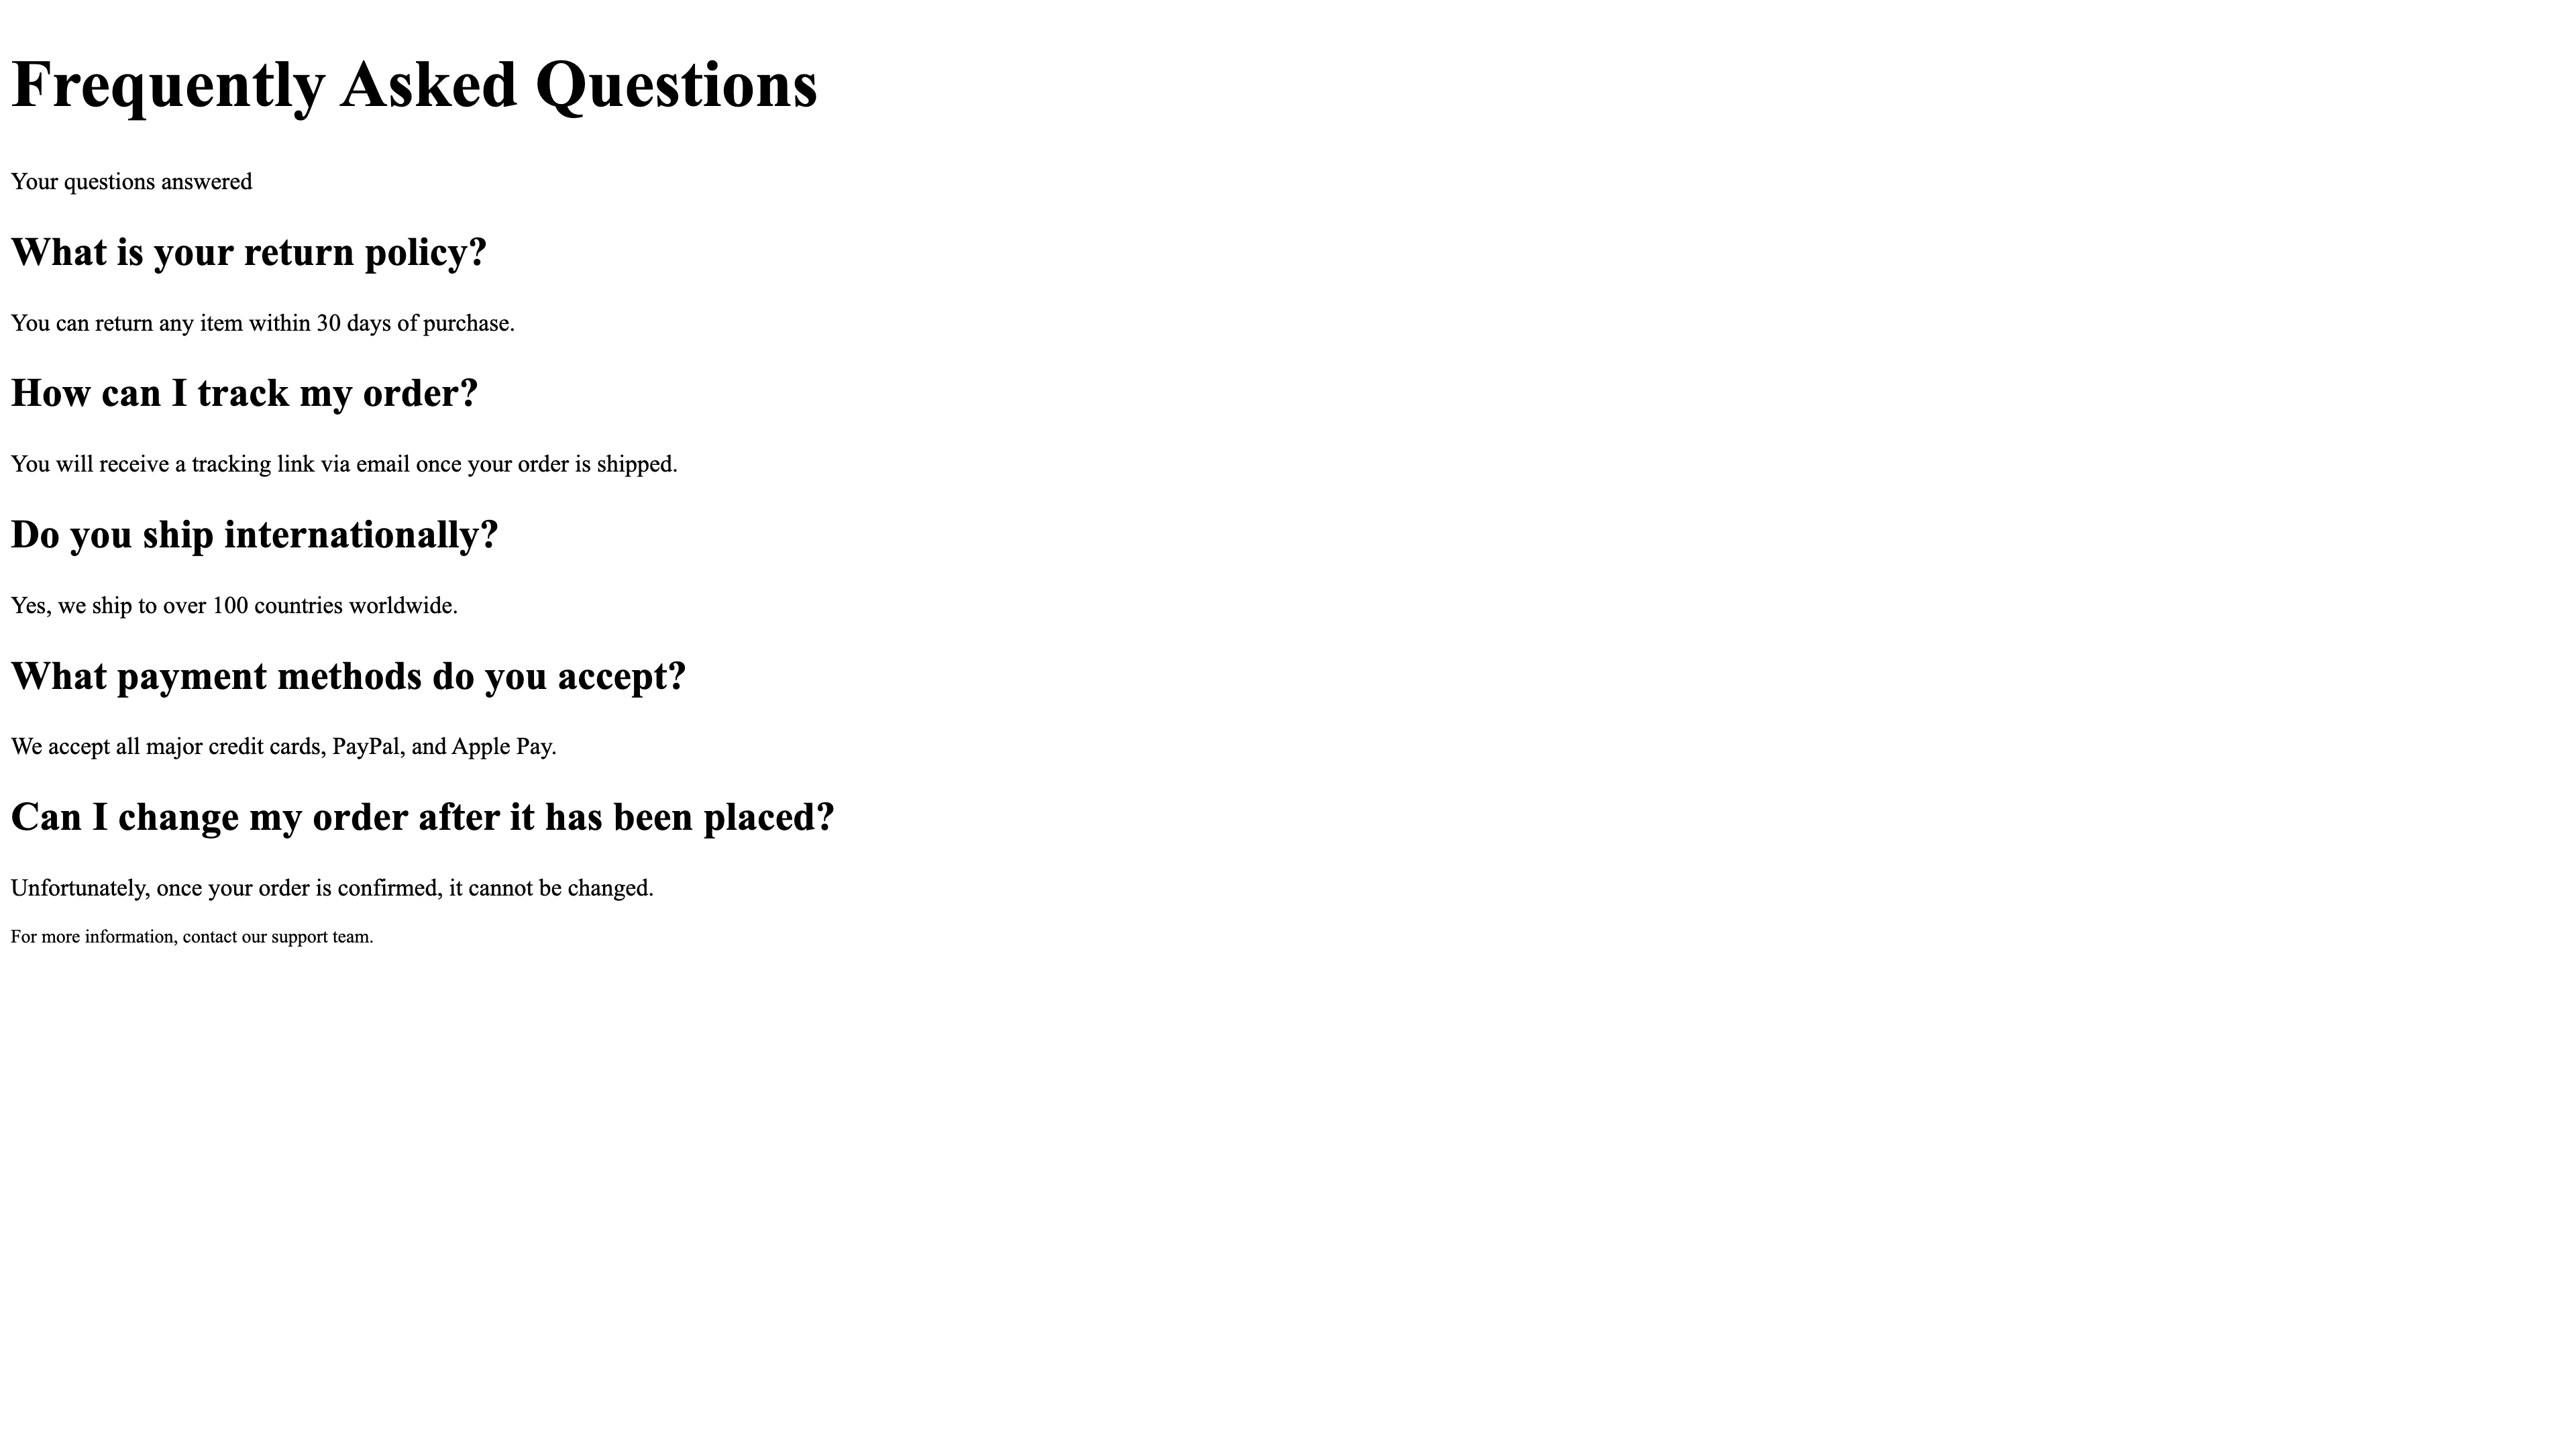 Frequently Asked Questions
Your questions answered
What is your return policy?
You can return any item within 30 days of purchase.
How can I track my order?
You will receive a tracking link via email once your order is shipped.
Do you ship internationally?
Yes, we ship to over 100 countries worldwide.
What payment methods do you accept?
We accept all major credit cards, PayPal, and Apple Pay.
Can I change my order after it has been placed?
Unfortunately, once your order is confirmed, it cannot be changed.
For more information, contact our support team.